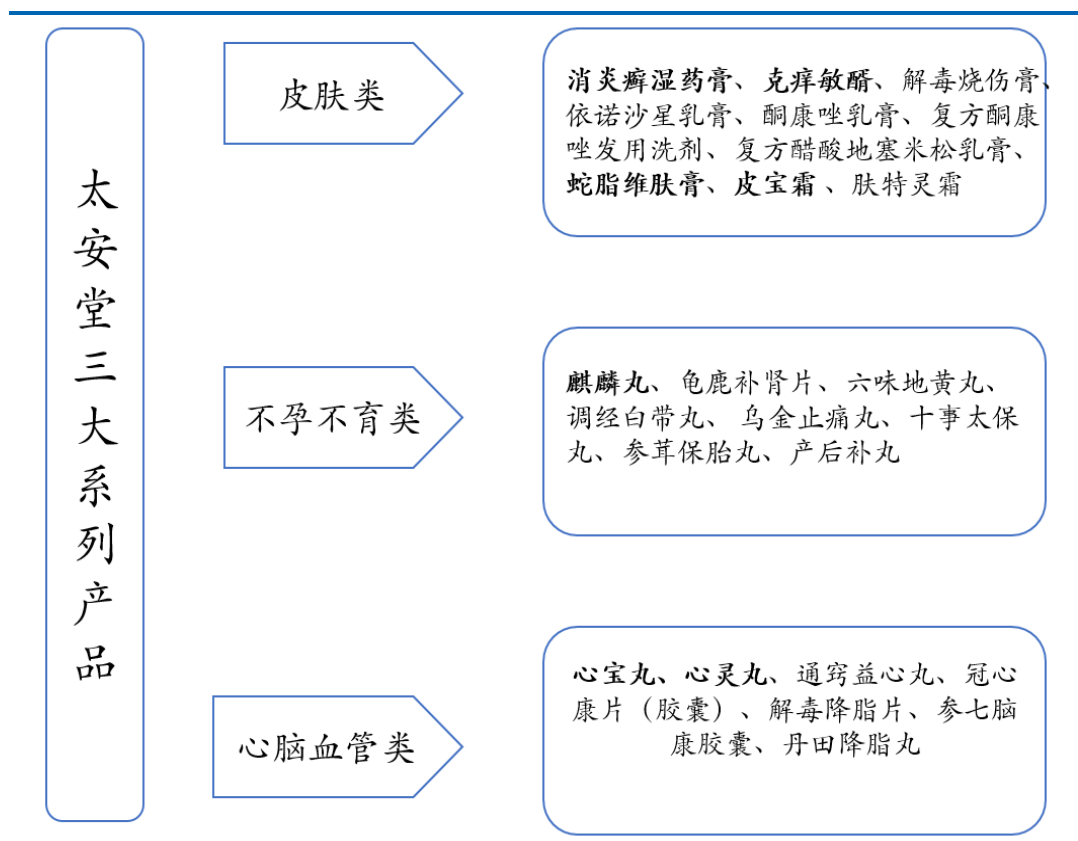 太安堂三大系列产品
皮肤类
消炎癣湿药膏、克痒敏醑、解毒烧伤膏、
依诺沙星乳膏、酮康唑乳膏、复方酮康
唑发用洗剂、复方醋酸地塞米松乳膏、
蛇脂维肤膏、皮宝霜、肤特灵霜
不孕不育类
麒麟丸、龟鹿补肾片、六味地黄丸、
调经白带丸、乌金止痛丸、十事太保
丸、参茸保胎丸、产后补丸
心脑血管类
心宝丸、心灵丸、通窍益心丸、冠心
康片（胶囊）、解毒降脂片、参七脑
康胶囊、丹田降脂丸